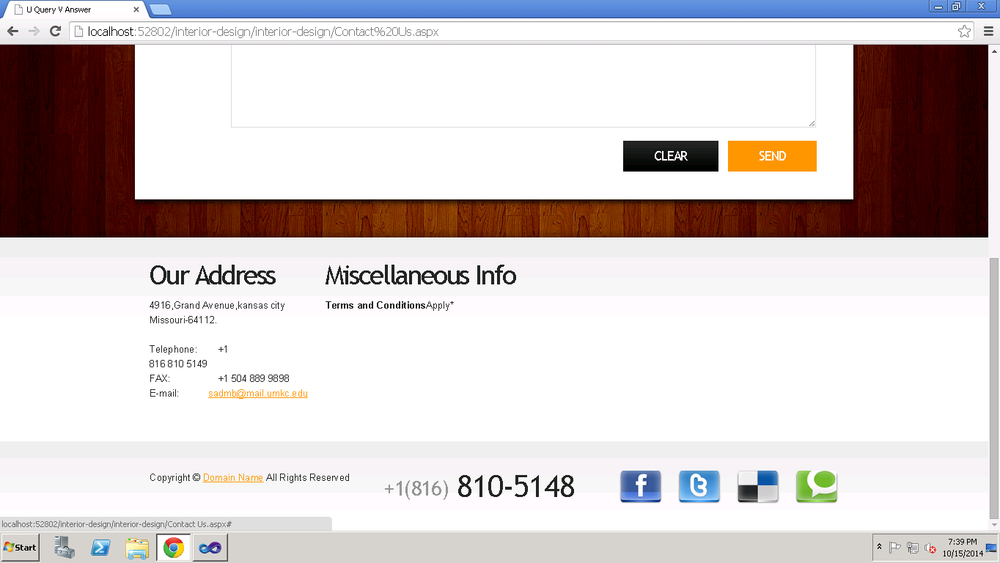 U Query V Answer
localhost:52802/interior-design/interior-design/Contact%20Us.aspx
CLEAR SEND
Our Address
4916,Grand Avenue,kansas city
Missouri-64112.
Telephone: +1
816 810 5149
FAX: +1 504 889 9898
E-mail: sadmb@mail.umkc.edu
Miscellaneous Info
Terms and ConditionsApply*
Copyright © Domain Name All Rights Reserved
+1(816) 810-5148
localhost:52802/interior-design/interior-design/Contact Us.aspx#
Start
7:39 PM
10/15/2014